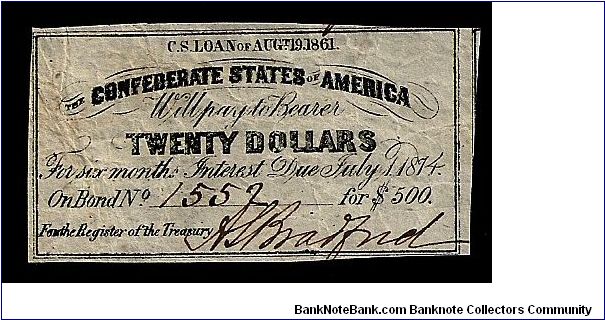 C.S. LOAN OF AUGT. 19. 1861.
THE CONFEDERATE STATES OF AMERICA
Will pay to Bearer
TWENTY DOLLARS
For six months Interest Due July 1. 1874.
On Bond No. 1552 for $500.
For the Register of the Treasury A S Bradford
BankNoteBank.com Banknote Collectors Community